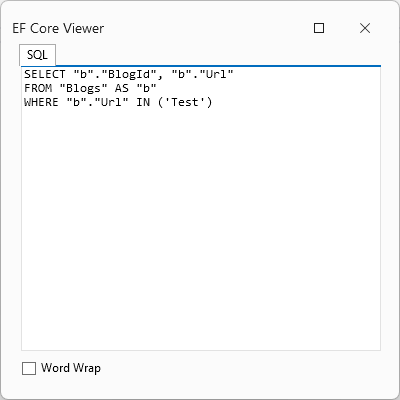 EF Core Viewer
SQL
SELECT "b"."BlogId", "b"."Url"
FROM "Blogs" AS "b"
WHERE "b"."Url" IN ('Test')
Word Wrap